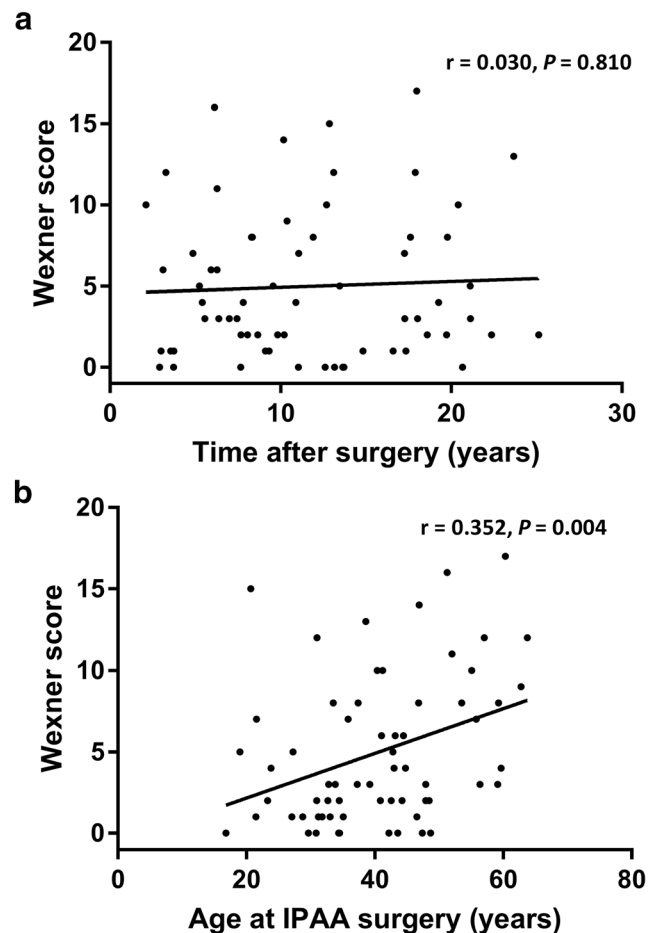 a
r = 0.030, P = 0.810
20
15
10
5
0
Wexner score
0 10 20 30
Time after surgery (years)
b
r = 0.352, P = 0.004
20
15
10
5
0
Wexner score
0 20 40 60 80
Age at IPAA surgery (years)